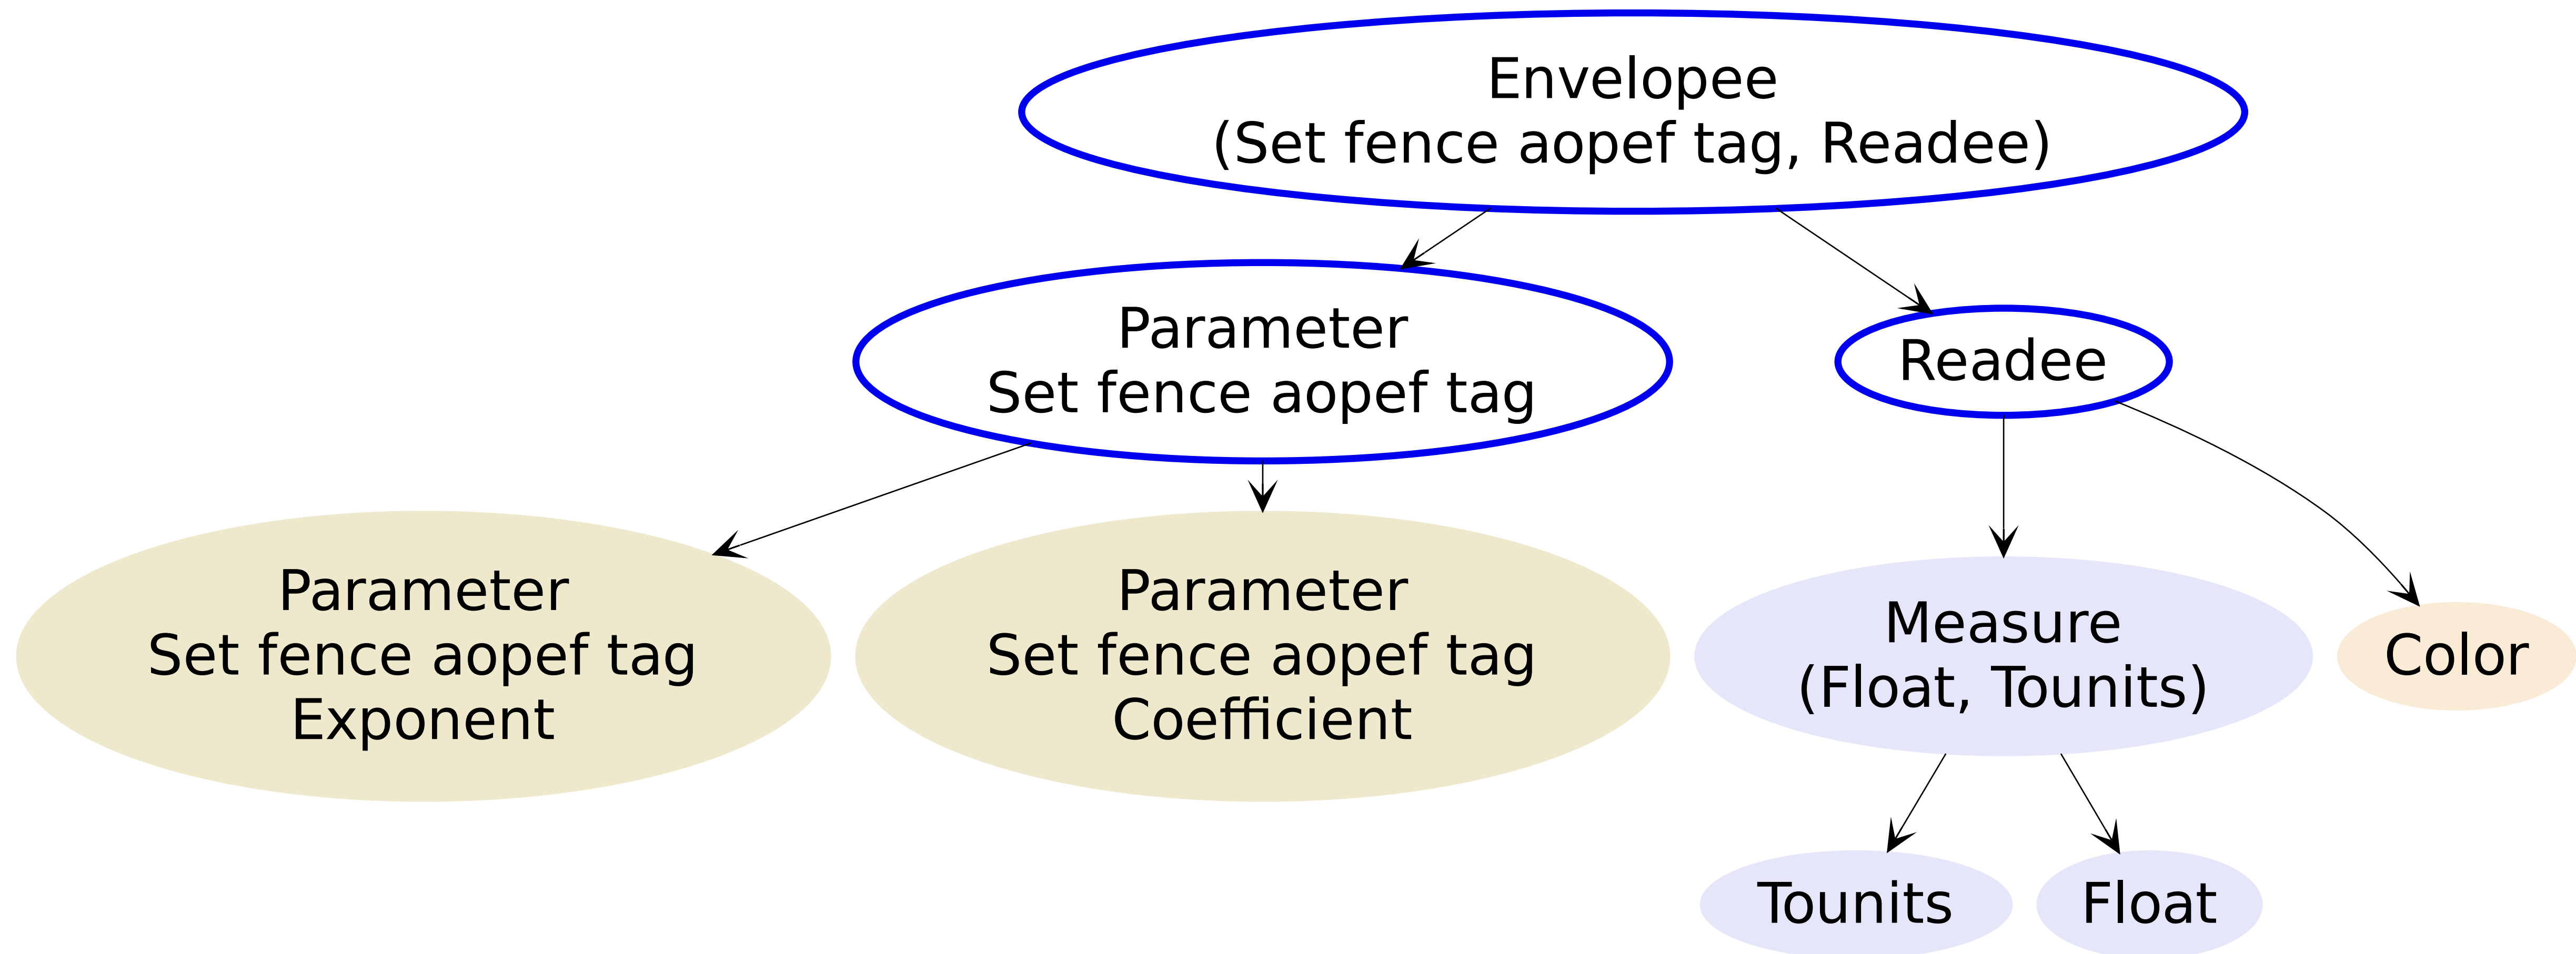 Envelopee
(Set fence aopef tag, Readee)
Parameter
Set fence aopef tag
Readee
Parameter
Set fence aopef tag
Exponent
Parameter
Set fence aopef tag
Coefficient
Measure
(Float, Tounits)
Color
Tounits
Float